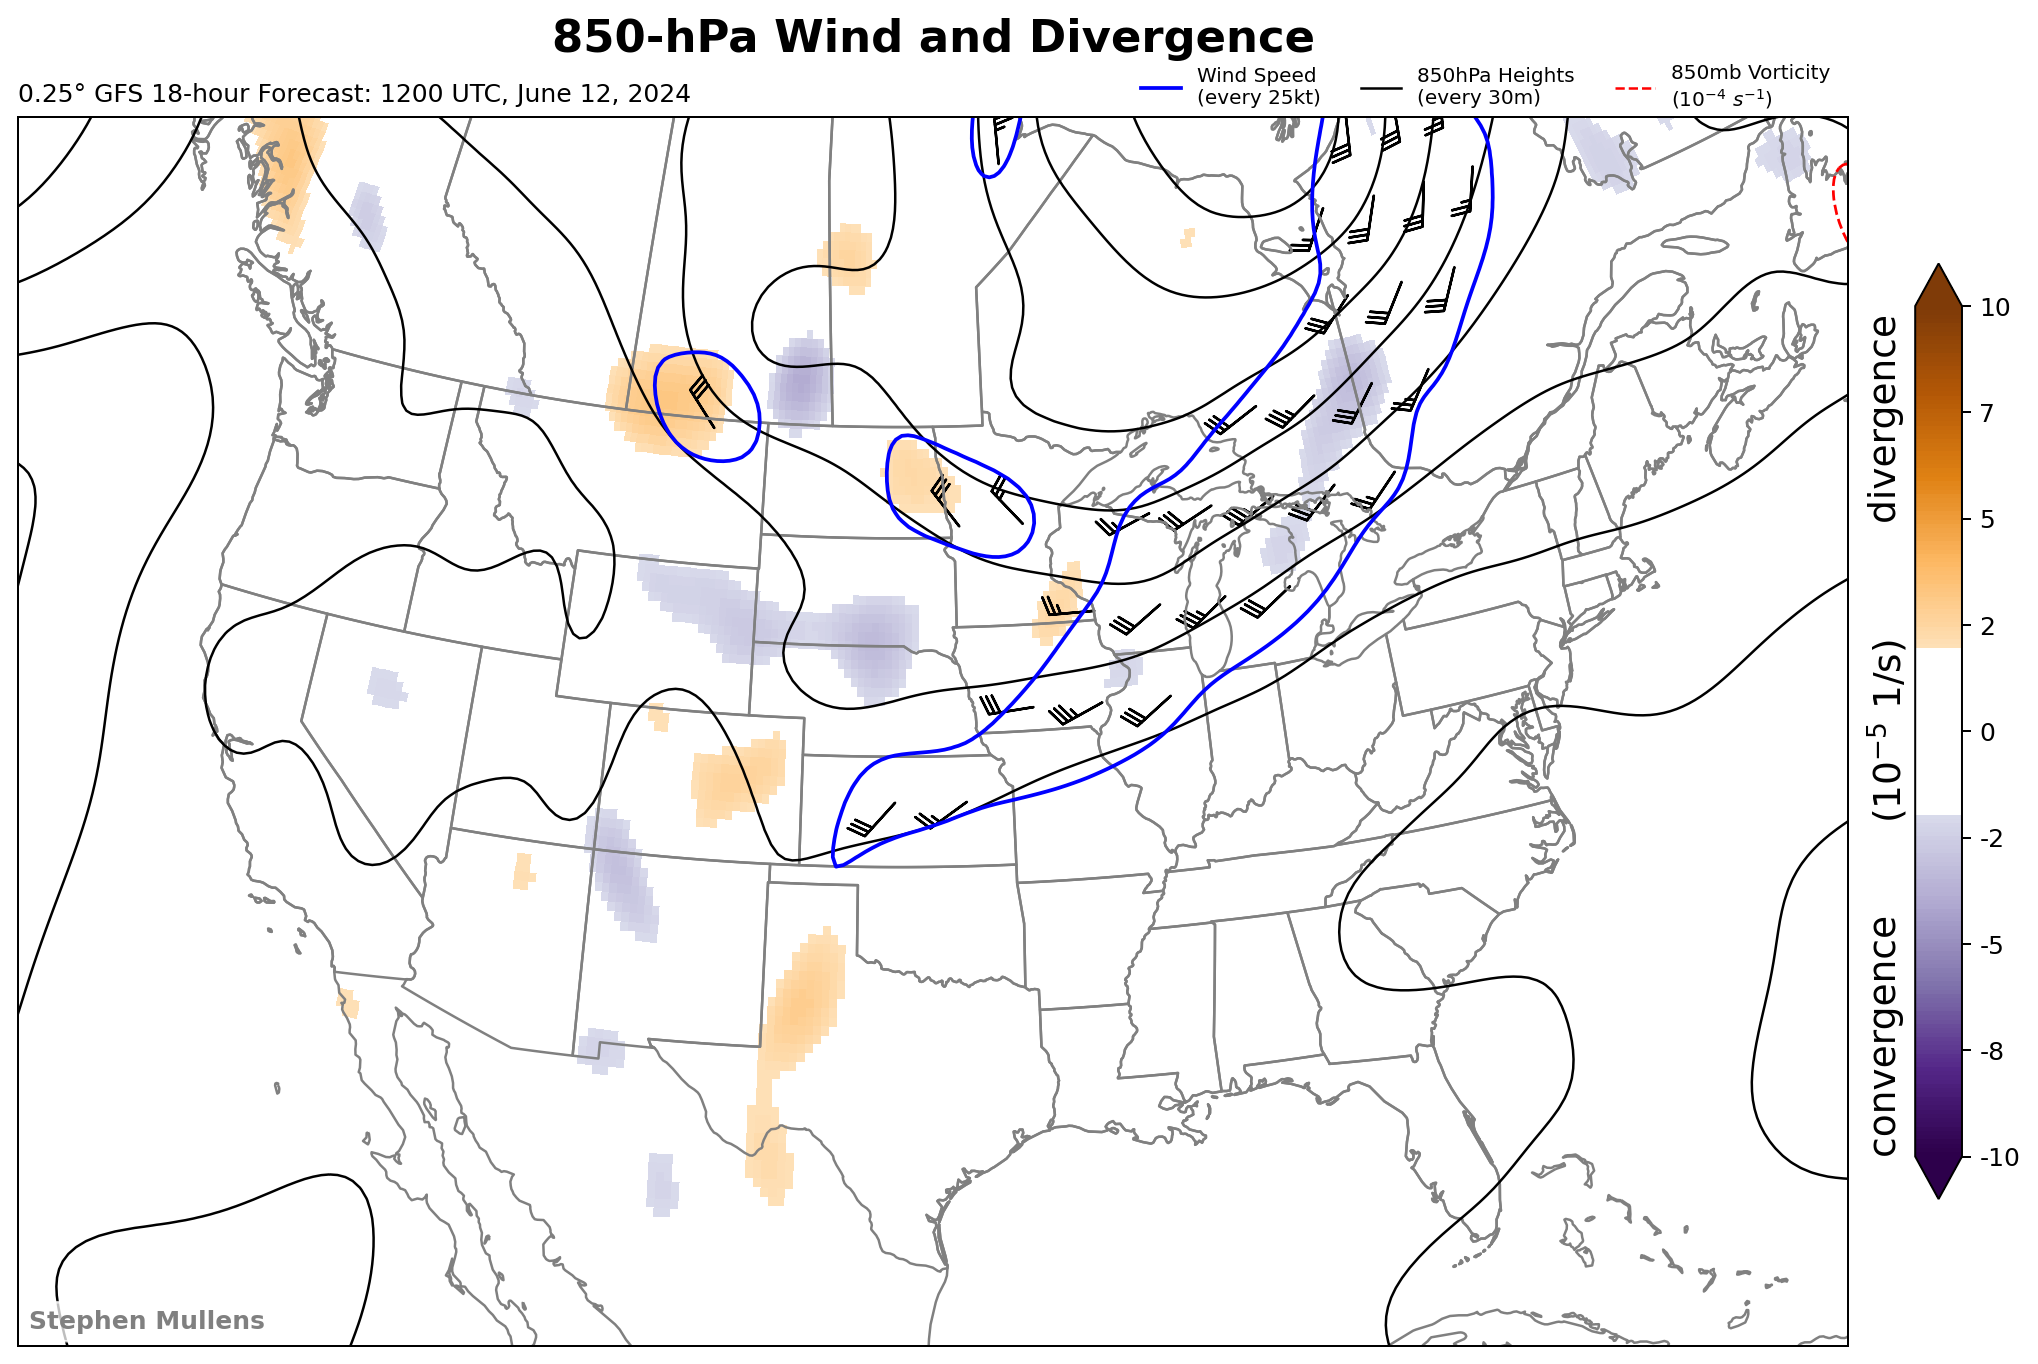 850-hPa Wind and Divergence
0.25° GFS 18-hour Forecast: 1200 UTC, June 12, 2024
Wind Speed
(every 25kt)
850hPa Heights
(every 30m)
850mb Vorticity
(10⁻⁴ s⁻¹)
10
7
5
2
0
-2
-5
-8
-10
convergence (10⁻⁵ 1/s) divergence
Stephen Mullens